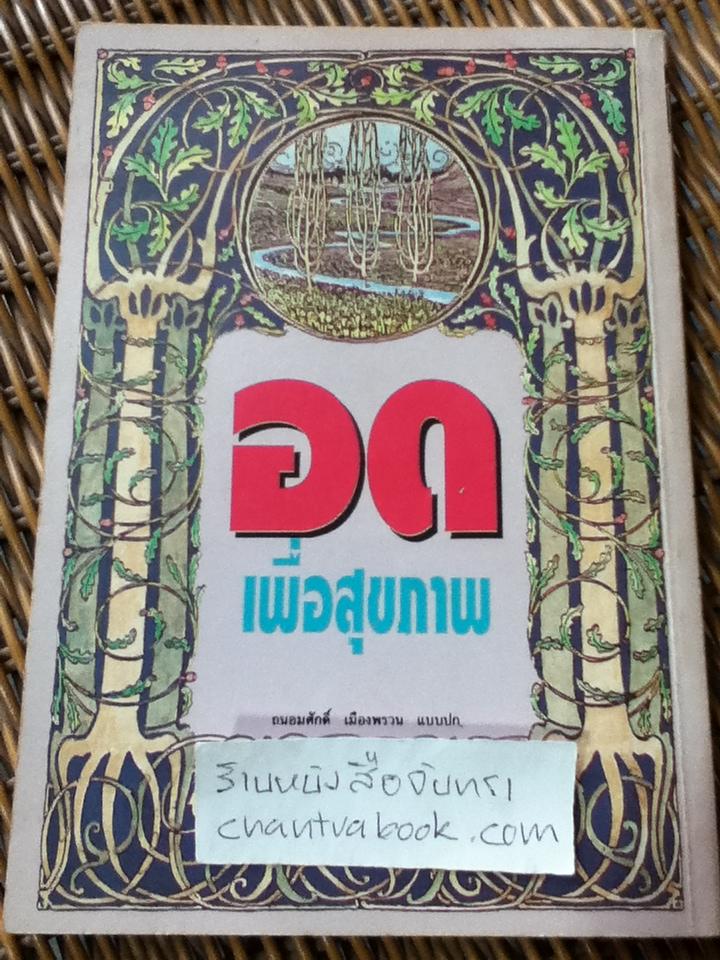 อด
เพื่อสุขภาพ
ถนอมศักดิ์ เมืองพรวน แบบปก
ร้านหนังสือจันทรา
chantrabook.com